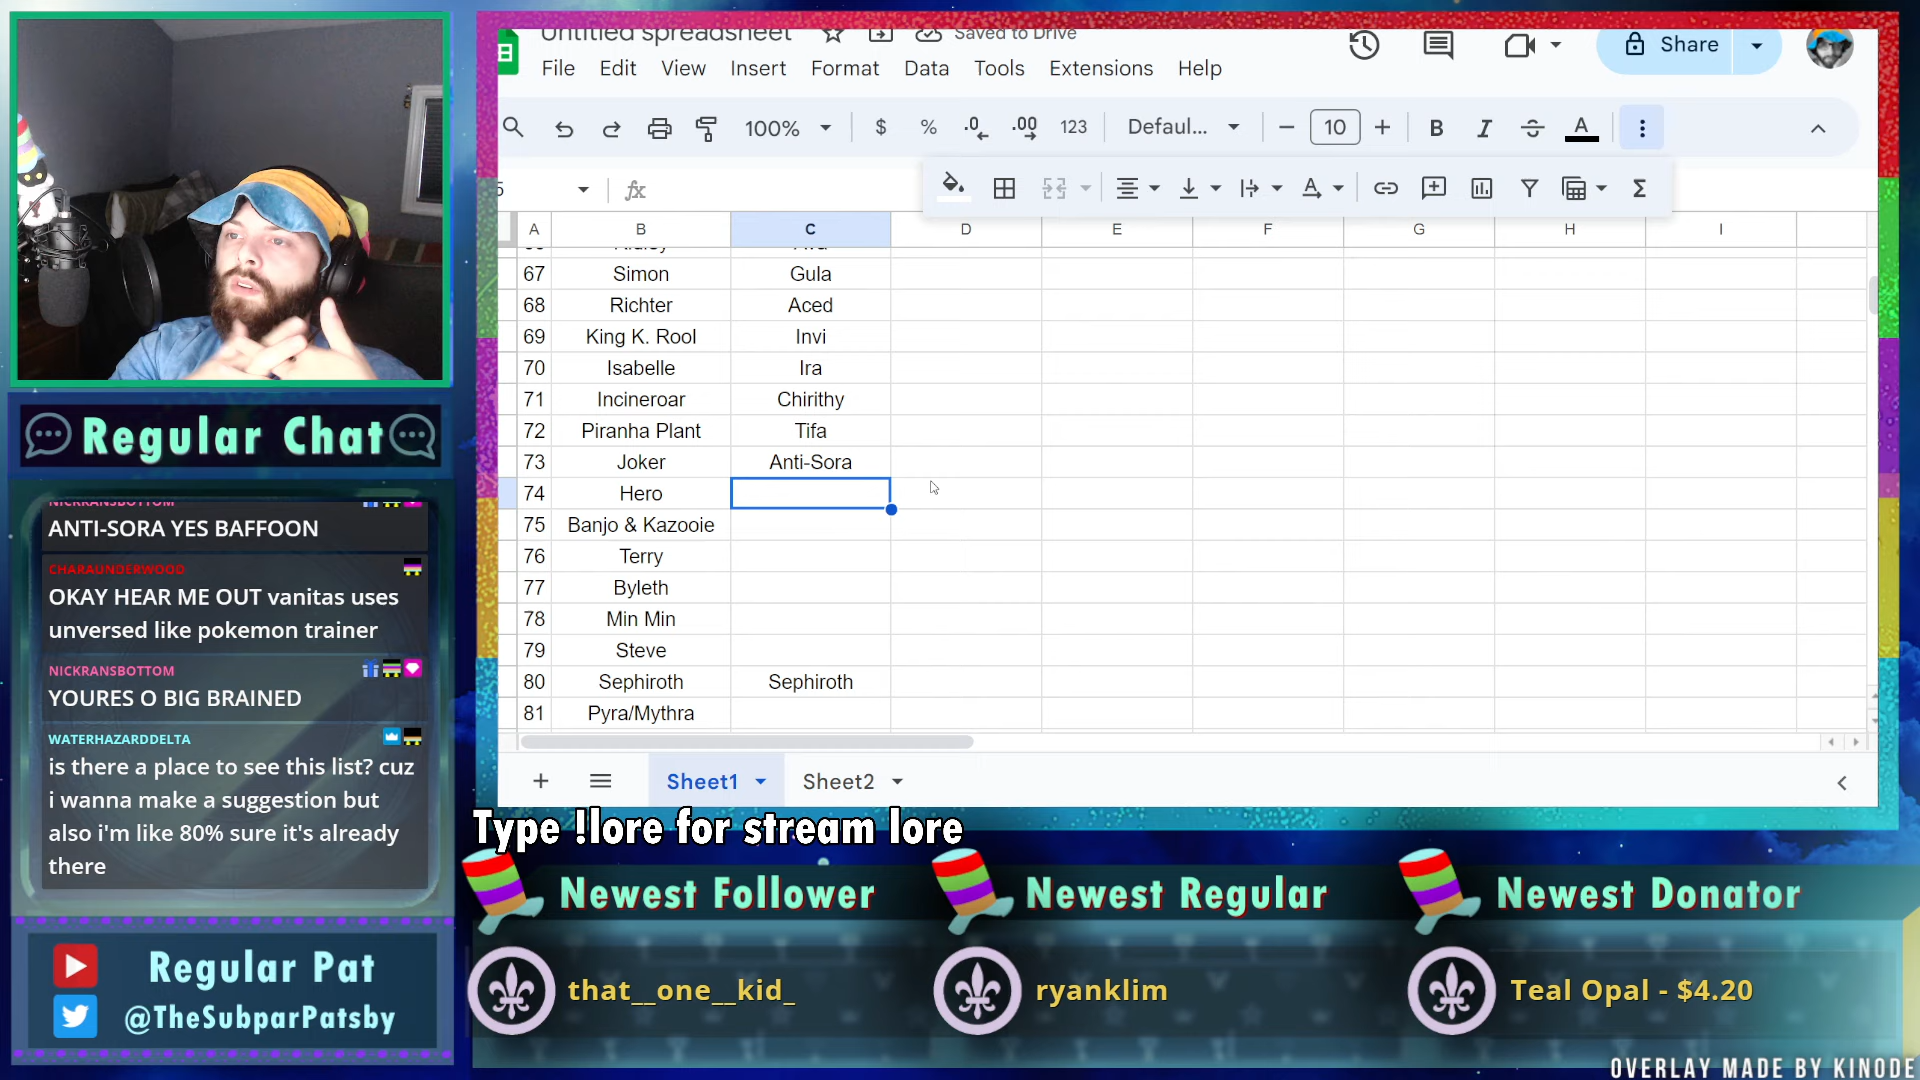 Untitled spreadsheet
Saved to Drive
Share
File Edit View Insert Format Data Tools Extensions Help
100% $ % .0 .00 123 Defaul... 10 B I S A
fx
A B C D E F G H I
67 Simon Gula
68 Richter Aced
69 King K. Rool Invi
70 Isabelle Ira
71 Incineroar Chirithy
72 Piranha Plant Tifa
73 Joker Anti-Sora
74 Hero
75 Banjo & Kazooie
76 Terry
77 Byleth
78 Min Min
79 Steve
80 Sephiroth Sephiroth
81 Pyra/Mythra
Sheet1 Sheet2
Regular Chat
NICKRANSBOTTOM
ANTI-SORA YES BAFFOON
CHARAUNDERWOOD
OKAY HEAR ME OUT vanitas uses
unversed like pokemon trainer
NICKRANSBOTTOM
YOURES O BIG BRAINED
WATERHAZARDDELTA
is there a place to see this list? cuz
i wanna make a suggestion but
also i'm like 80% sure it's already
there
Regular Pat
@TheSubparPatsby
Type !lore for stream lore
Newest Follower
that__one__kid_
Newest Regular
ryanklim
Newest Donator
Teal Opal - $4.20
OVERLAY MADE BY KINODE